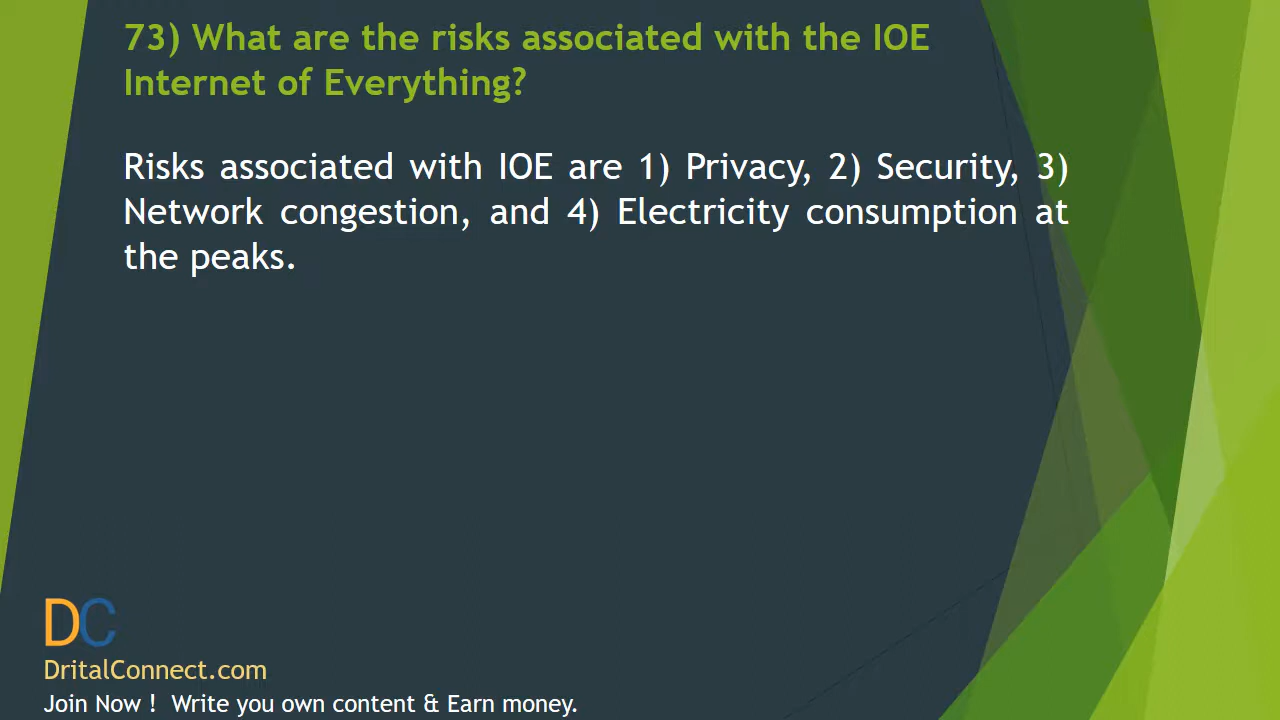 73) What are the risks associated with the IOE
Internet of Everything?
Risks associated with IOE are 1) Privacy, 2) Security, 3)
Network congestion, and 4) Electricity consumption at
the peaks.
DC
DritalConnect.com
Join Now !  Write you own content & Earn money.